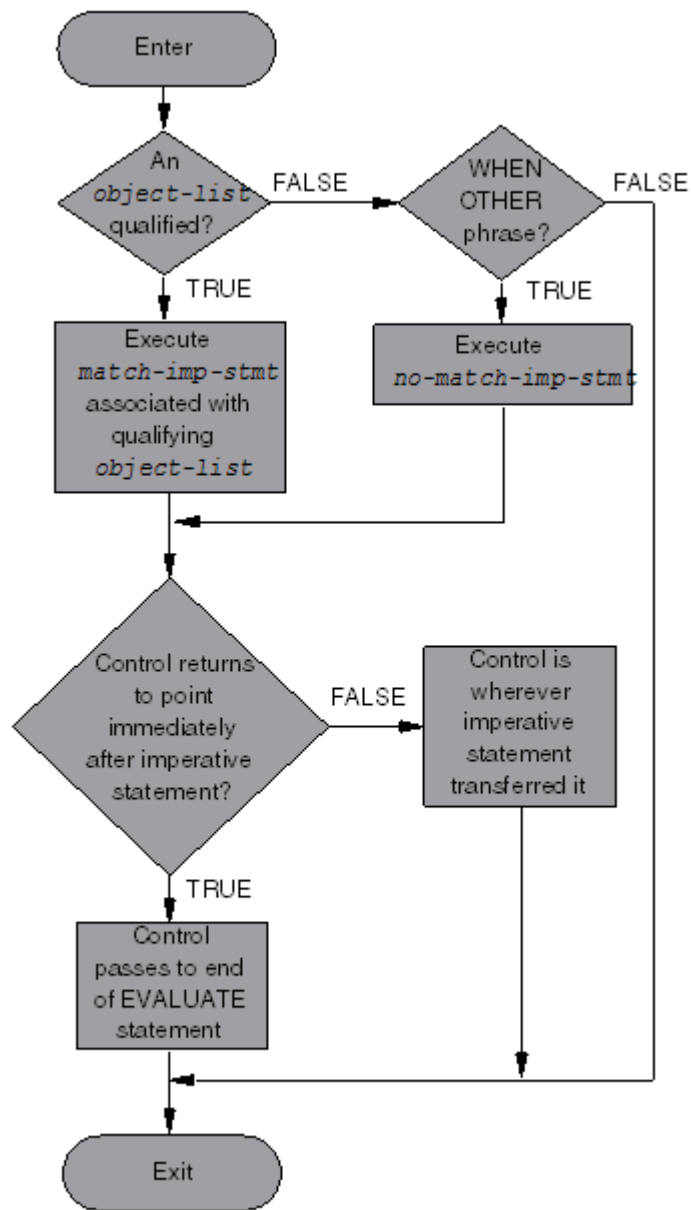 Enter
An
object-list
qualified?
FALSE
WHEN
OTHER
phrase?
FALSE
TRUE
TRUE
Execute
match-imp-stmt
associated with
qualifying
object-list
Execute
no-match-imp-stmt
Control returns
to point
immediately
after imperative
statement?
FALSE
Control is
wherever
imperative
statement
transferred it
TRUE
Control
passes to end
of EVALUATE
statement
Exit